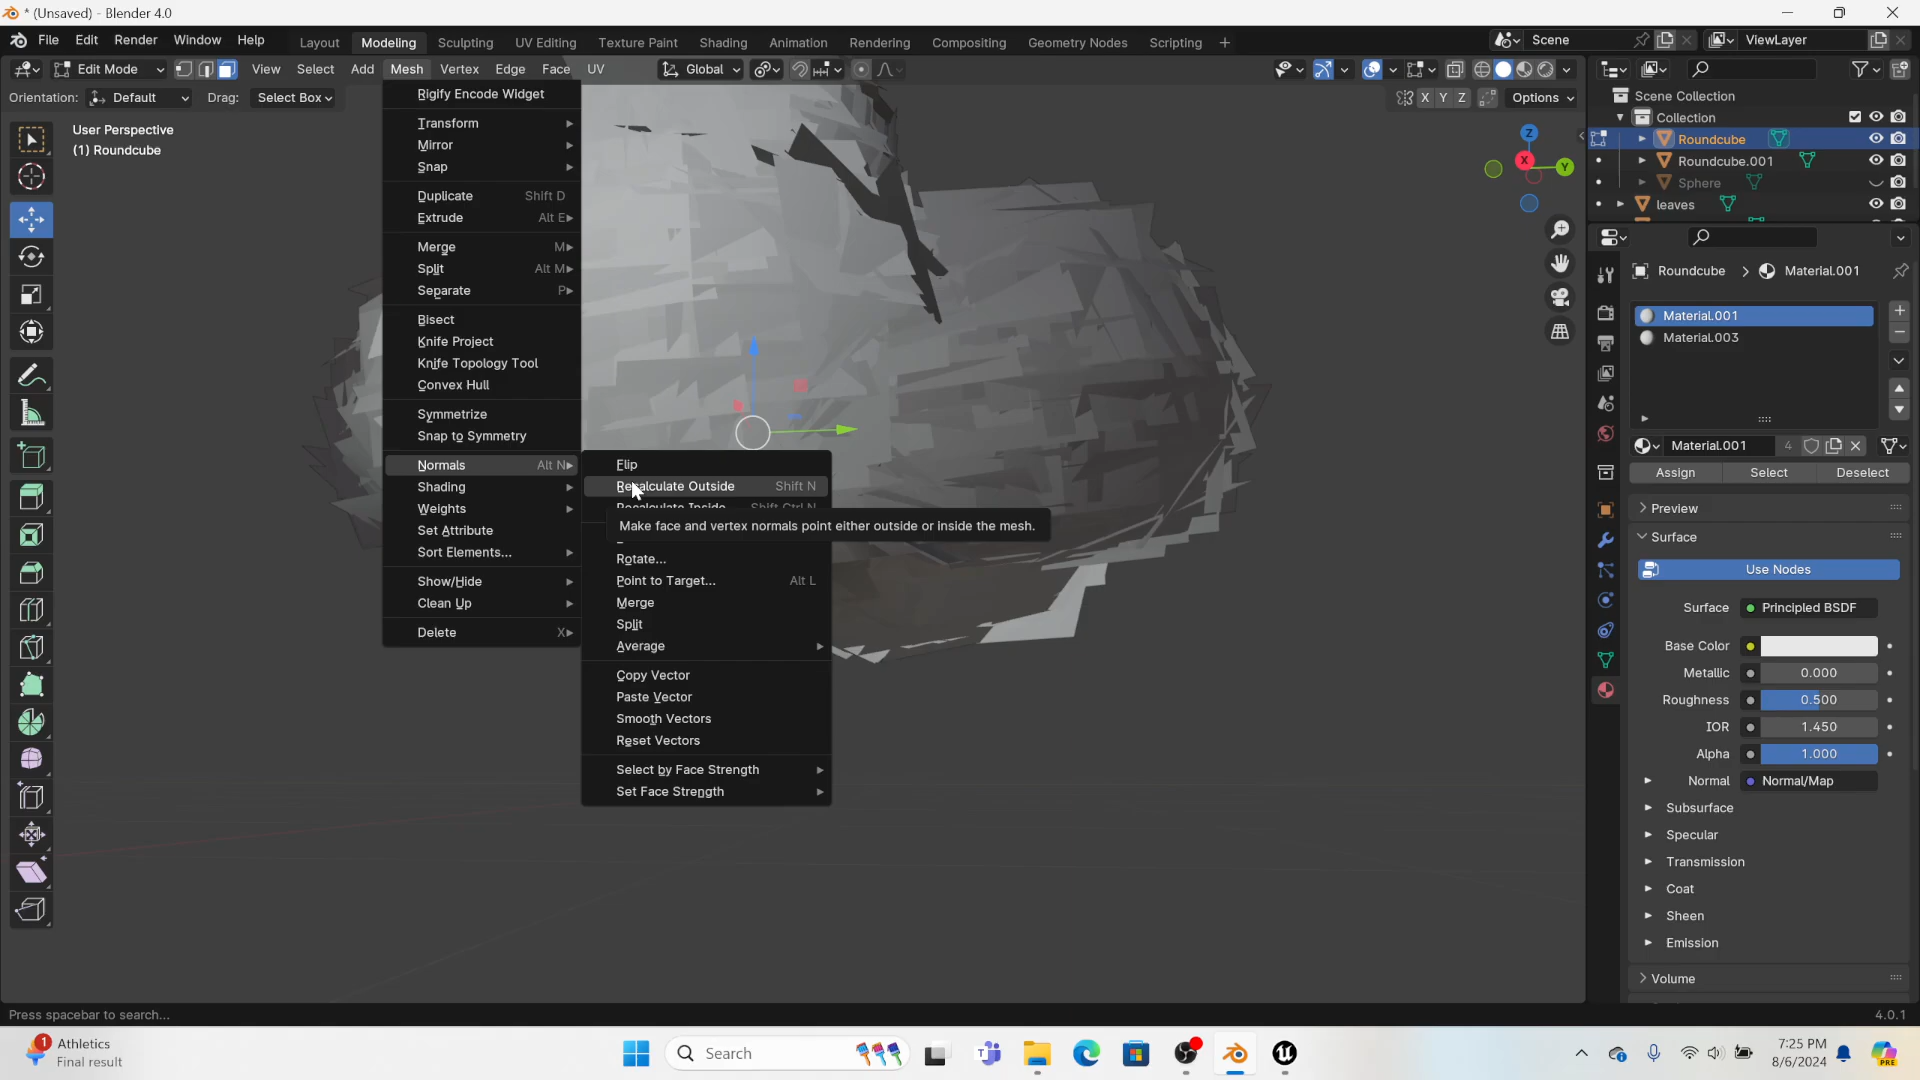 * (Unsaved) - Blender 4.0
File Edit Render Window Help Layout Modeling Sculpting UV Editing Texture Paint Shading Animation Rendering Compositing Geometry Nodes Scripting + Scene ViewLayer
Edit Mode View Select Add Mesh Vertex Edge Face UV Global
Orientation: Default Drag: Select Box X Y Z Options
User Perspective
(1) Roundcube
Rigify Encode Widget
Transform
Mirror
Snap
Duplicate Shift D
Extrude Alt E
Merge M
Split Alt M
Separate P
Bisect
Knife Project
Knife Topology Tool
Convex Hull
Symmetrize
Snap to Symmetry
Normals Alt N
Shading
Weights
Set Attribute
Sort Elements...
Show/Hide
Clean Up
Delete X
Flip
Recalculate Outside Shift N
Recalculate Inside Shift Ctrl N
Make face and vertex normals point either outside or inside the mesh.
Rotate...
Point to Target... Alt L
Merge
Split
Average
Copy Vector
Paste Vector
Smooth Vectors
Reset Vectors
Select by Face Strength
Set Face Strength
Z
X
Y
Scene Collection
Collection
Roundcube
Roundcube.001
Sphere
leaves
Roundcube > Material.001
Material.001
Material.003
Material.001 4
Assign Select Deselect
Preview
Surface
Use Nodes
Surface Principled BSDF
Base Color
Metallic 0.000
Roughness 0.500
IOR 1.450
Alpha 1.000
Normal Normal/Map
Subsurface
Specular
Transmission
Coat
Sheen
Emission
Volume
Press spacebar to search... 4.0.1
1 Athletics
Final result
Search
7:25 PM
8/6/2024
PRE